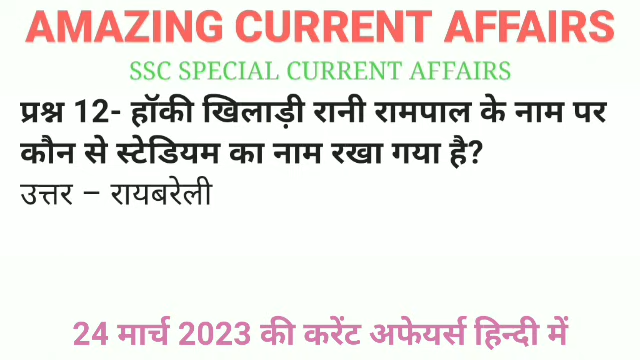 AMAZING CURRENT AFFAIRS
SSC SPECIAL CURRENT AFFAIRS
प्रश्न 12- हॉकी खिलाड़ी रानी रामपाल के नाम पर
कौन से स्टेडियम का नाम रखा गया है?
उत्तर – रायबरेली
24 मार्च 2023 की करेंट अफेयर्स हिन्दी में